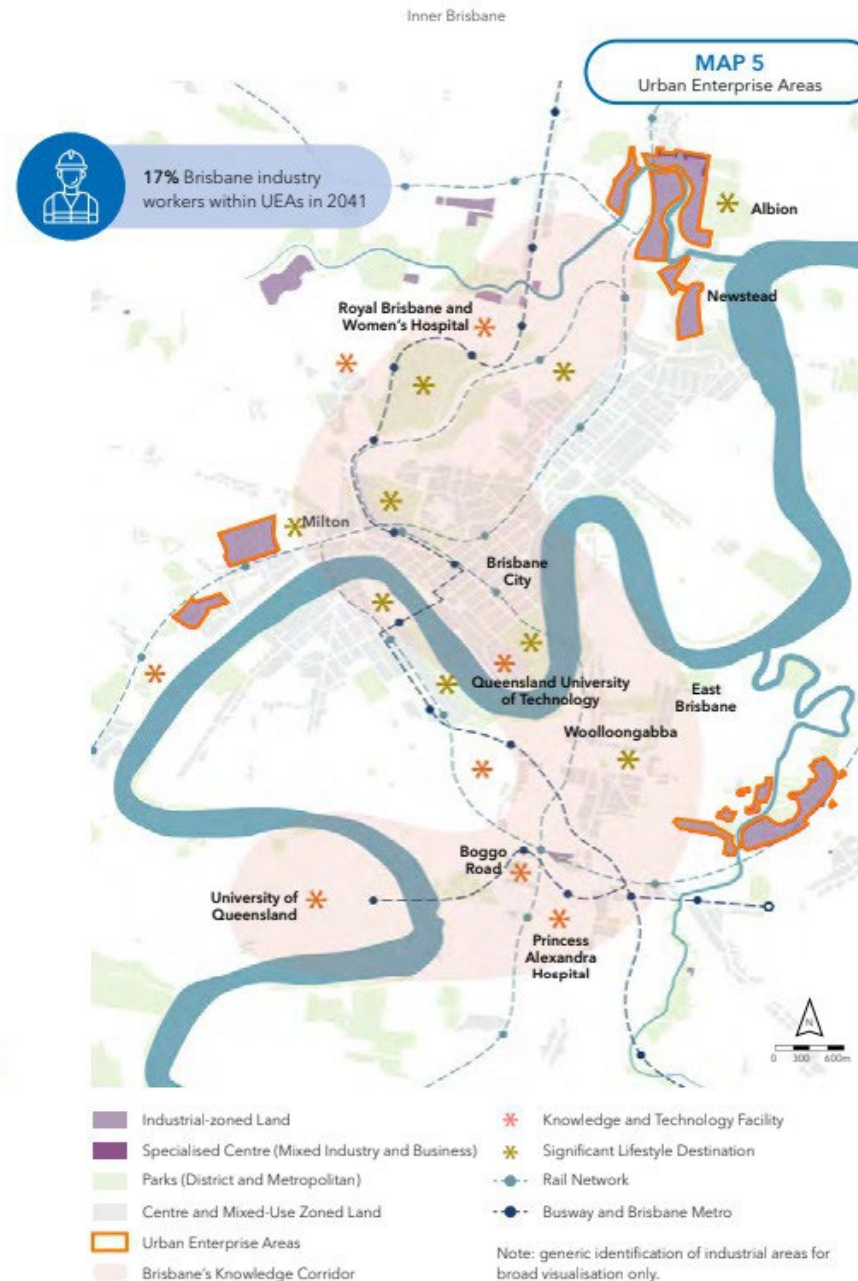 Inner Brisbane
MAP 5
Urban Enterprise Areas
17% Brisbane industry
workers within UEAs in 2041
Albion
Newstead
Royal Brisbane and
Women's Hospital
Milton
Brisbane
City
Queensland University
of Technology
East
Brisbane
Woolloongabba
Boggo
Road
University of
Queensland
Princess
Alexandra
Hospital
N
0 300 600m
Industrial-zoned Land
Specialised Centre (Mixed Industry and Business)
Parks (District and Metropolitan)
Centre and Mixed-Use Zoned Land
Urban Enterprise Areas
Brisbane's Knowledge Corridor
Knowledge and Technology Facility
Significant Lifestyle Destination
Rail Network
Busway and Brisbane Metro
Note: generic identification of industrial areas for
broad visualisation only.